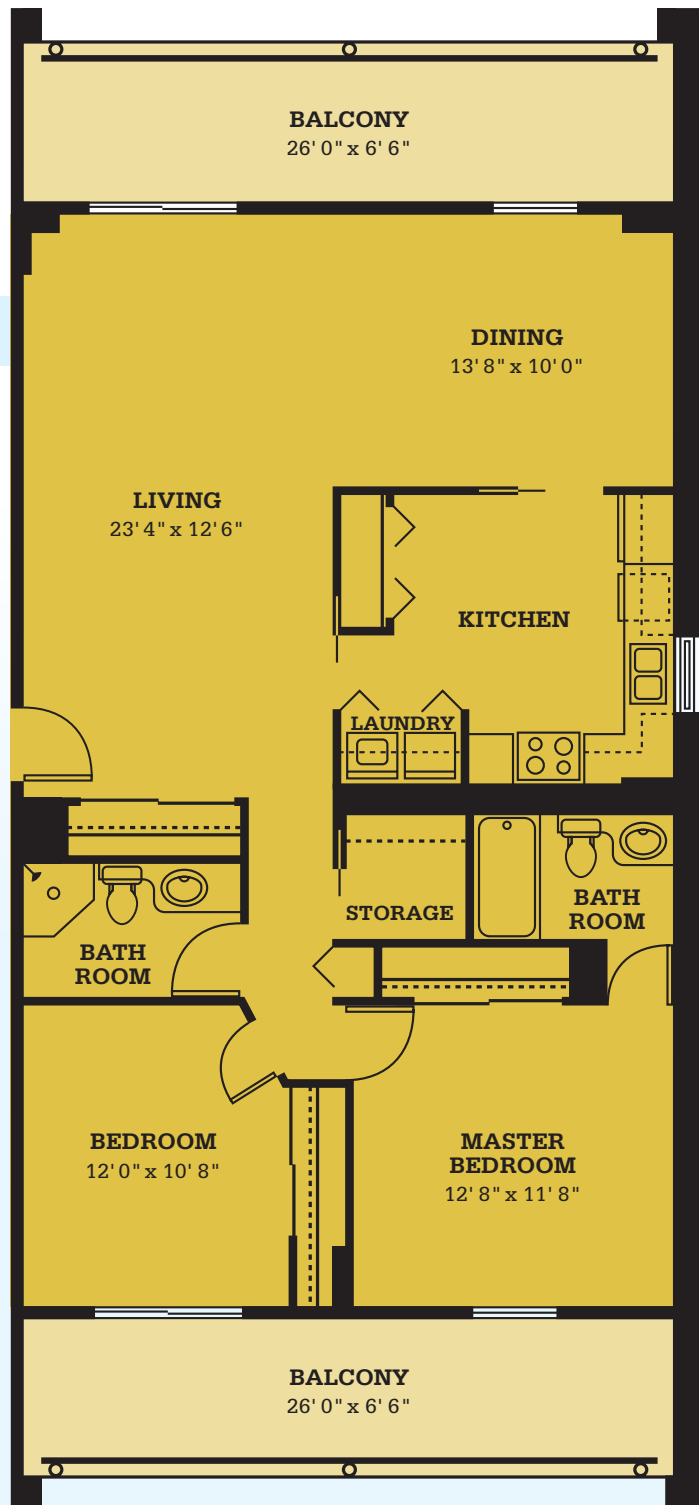 BALCONY
26' 0" x 6' 6"
DINING
13' 8" x 10' 0"
LIVING
23' 4" x 12' 6"
KITCHEN
LAUNDRY
STORAGE
BATH
ROOM
BATH
ROOM
BEDROOM
12' 0" x 10' 8"
MASTER
BEDROOM
12' 8" x 11' 8"
BALCONY
26' 0" x 6' 6"